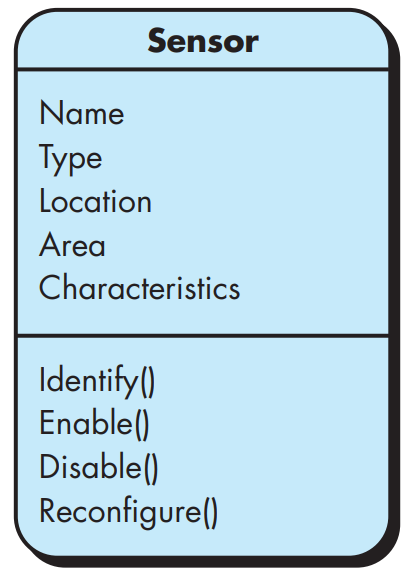 Sensor
Name
Type
Location
Area
Characteristics
Identify()
Enable()
Disable()
Reconfigure()